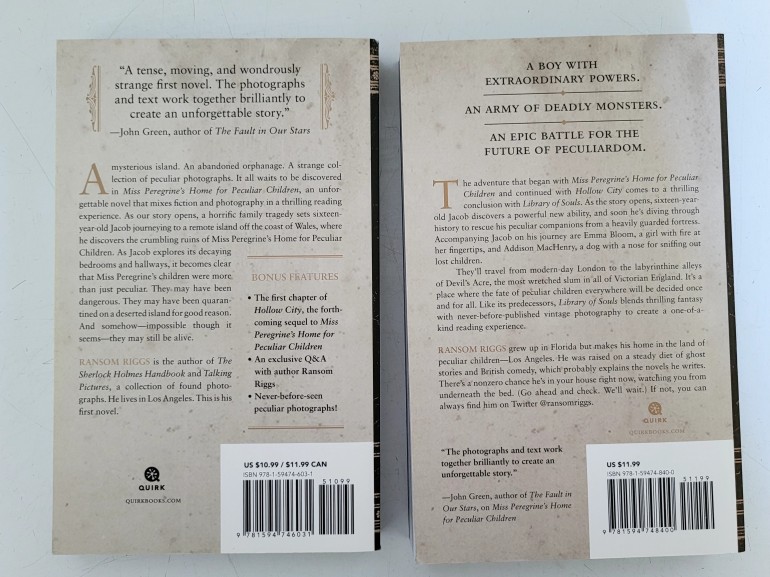 “A tense, moving, and wondrously
strange first novel. The photographs
and text work together brilliantly to
create an unforgettable story.”
—John Green, author of The Fault in Our Stars
A mysterious island. An abandoned orphanage. A strange col-
lection of peculiar photographs. It all waits to be discovered
in Miss Peregrine’s Home for Peculiar Children, an unfor-
gettable novel that mixes fiction and photography in a thrilling reading
experience. As our story opens, a horrific family tragedy sets sixteen-
year-old Jacob journeying to a remote island off the coast of Wales, where
he discovers the crumbling ruins of Miss Peregrine’s Home for Peculiar
Children. As Jacob explores its decaying
bedrooms and hallways, it becomes clear
that Miss Peregrine’s children were more
than just peculiar. They may have been
dangerous. They may have been quaran-
tined on a deserted island for good reason.
And somehow—impossible though it
seems—they may still be alive.
RANSOM RIGGS is the author of The
Sherlock Holmes Handbook and Talking
Pictures, a collection of found photo-
graphs. He lives in Los Angeles. This is his
first novel.
BONUS FEATURES
• The first chapter of
Hollow City, the forth-
coming sequel to Miss
Peregrine’s Home for
Peculiar Children
• An exclusive Q&A
with author Ransom
Riggs
• Never-before-seen
peculiar photographs!
QUIRK
QUIRKBOOKS.COM
US $10.99 / $11.99 CAN
ISBN 978-1-59474-603-1
51099
9 781594 746031
A BOY WITH
EXTRAORDINARY POWERS.
AN ARMY OF DEADLY MONSTERS.
AN EPIC BATTLE FOR THE
FUTURE OF PECULIARDOM.
The adventure that began with Miss Peregrine’s Home for Peculiar
Children and continued with Hollow City comes to a thrilling
conclusion with Library of Souls. As the story opens, sixteen-year-
old Jacob discovers a powerful new ability, and soon he’s diving through
history to rescue his peculiar companions from a heavily guarded fortress.
Accompanying Jacob on his journey are Emma Bloom, a girl with fire at
her fingertips, and Addison MacHenry, a dog with a nose for sniffing out
lost children.
They’ll travel from modern-day London to the labyrinthine alleys
of Devil’s Acre, the most wretched slum in all of Victorian England. It’s a
place where the fate of peculiar children everywhere will be decided once
and for all. Like its predecessors, Library of Souls blends thrilling fantasy
with never-before-published vintage photography to create a one-of-a-
kind reading experience.
RANSOM RIGGS grew up in Florida but makes his home in the land of
peculiar children—Los Angeles. He was raised on a steady diet of ghost
stories and British comedy, which probably explains the novels he writes.
There’s a nonzero chance he’s in your house right now, watching you from
underneath the bed. (Go ahead and check. We’ll wait.) If not, you can
always find him on Twitter @ransomriggs.
QUIRK
QUIRKBOOKS.COM
“The photographs and text work
together brilliantly to create an
unforgettable story.”
—John Green, author of The Fault in
Our Stars, on Miss Peregrine’s Home
for Peculiar Children
US $11.99
ISBN 978-1-59474-840-0
51199
9 781594 748400